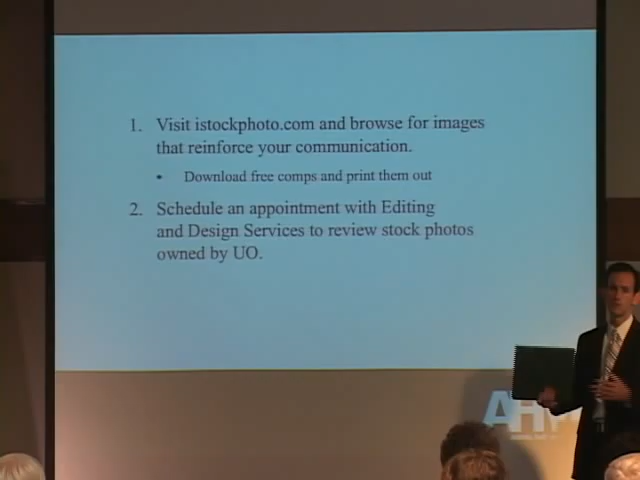 1. Visit istockphoto.com and browse for images
that reinforce your communication.
• Download free comps and print them out
2. Schedule an appointment with Editing
and Design Services to review stock photos
owned by UO.